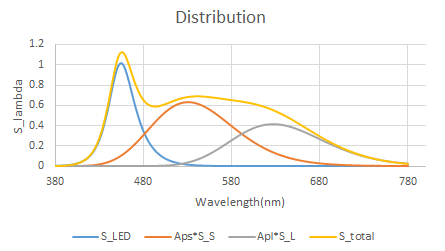 Distribution
1.2
1
0.8
0.6
0.4
0.2
0
S_lambda
380 480 580 680 780
Wavelength(nm)
S_LED Aps*S_S Apl*S_L S_total